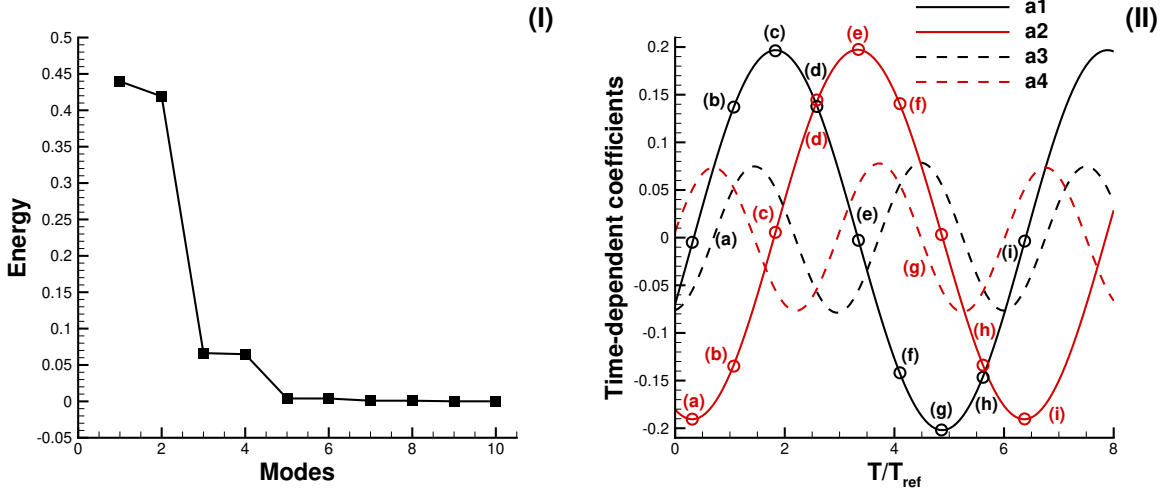 (I)
0.5
0.45
0.4
0.35
0.3
0.25
0.2
0.15
0.1
0.05
0
-0.05
Energy
0 2 4 6 8 10
Modes
(II)
a1
a2
a3
a4
0.2
0.15
0.1
0.05
0
-0.05
-0.1
-0.15
-0.2
Time-dependent coefficients
(c)
(e)
(d)
(b)
(f)
(d)
(c)
(e)
(a)
(i)
(g)
(h)
(b)
(f)
(a)
(g)
(h)
(i)
0 2 4 6 8
T/T_ref